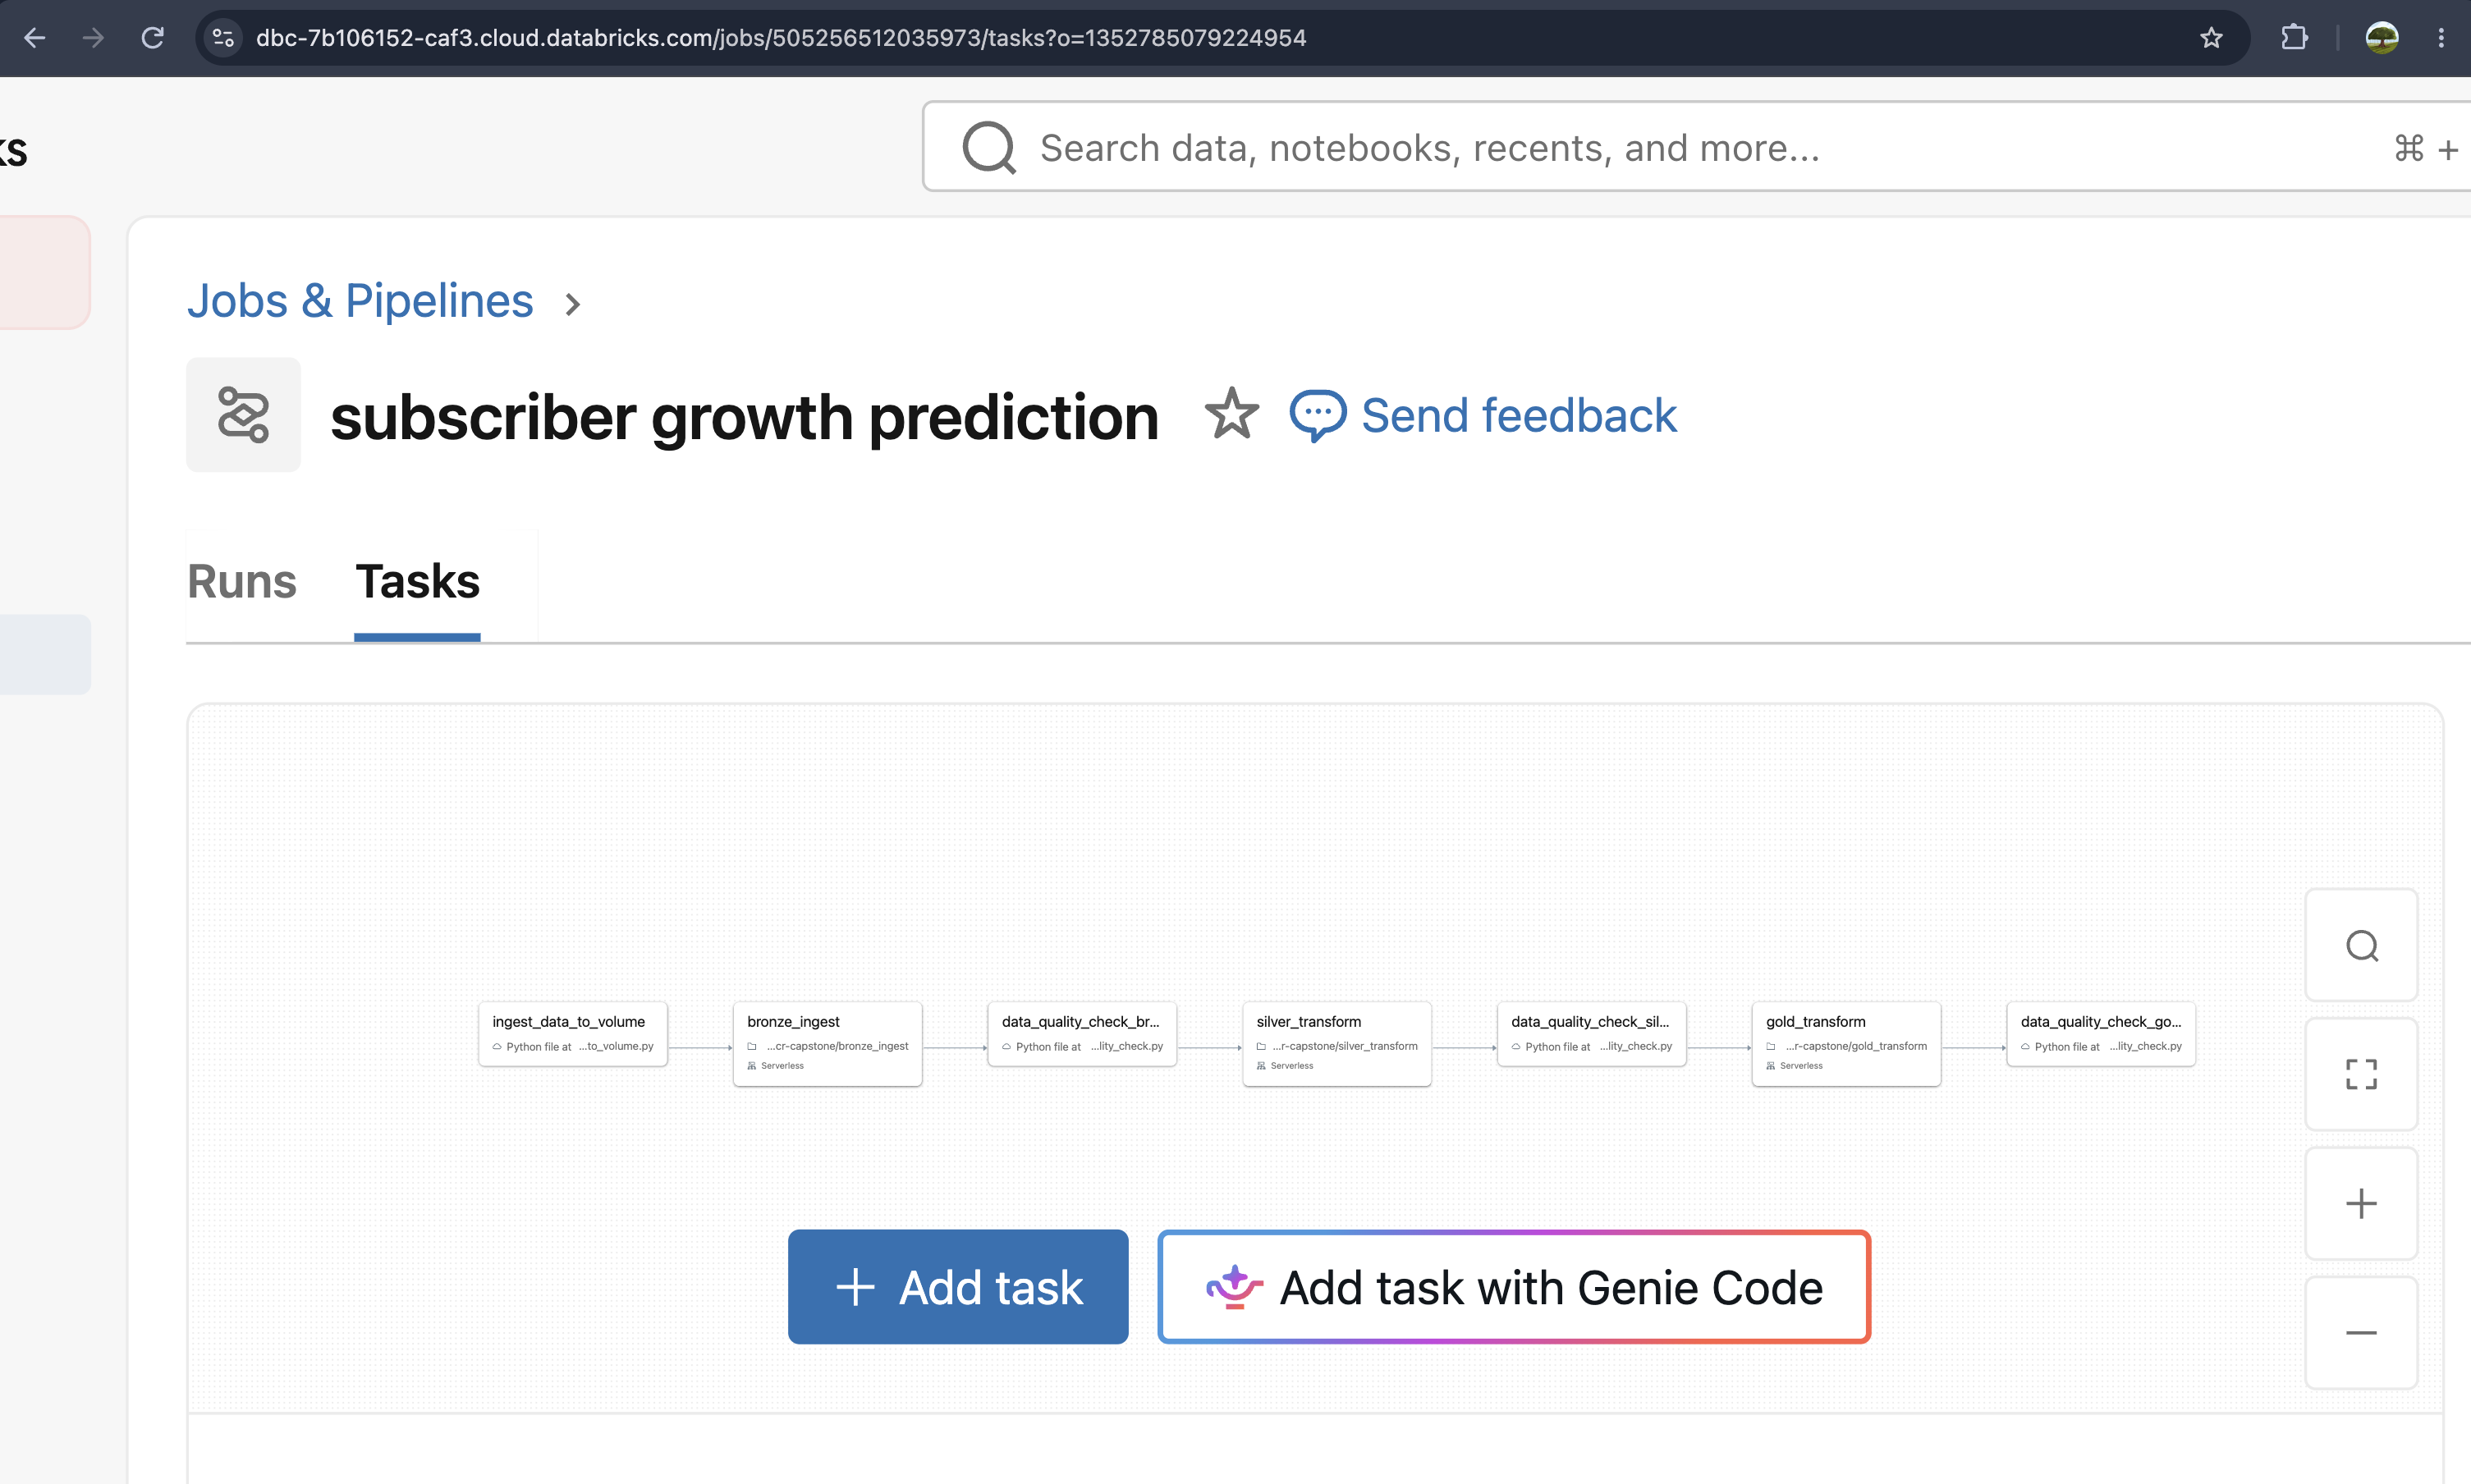 dbc-7b106152-caf3.cloud.databricks.com/jobs/505256512035973/tasks?o=1352785079224954
ks
Search data, notebooks, recents, and more...
⌘ +
Jobs & Pipelines
subscriber growth prediction
Send feedback
Runs Tasks
ingest_data_to_volume
Python file at ...to_volume.py
bronze_ingest
...cr-capstone/bronze_ingest
Serverless
data_quality_check_br...
Python file at ...lity_check.py
silver_transform
...r-capstone/silver_transform
Serverless
data_quality_check_sil...
Python file at ...lity_check.py
gold_transform
...r-capstone/gold_transform
Serverless
data_quality_check_go...
Python file at ...lity_check.py
+ Add task
Add task with Genie Code